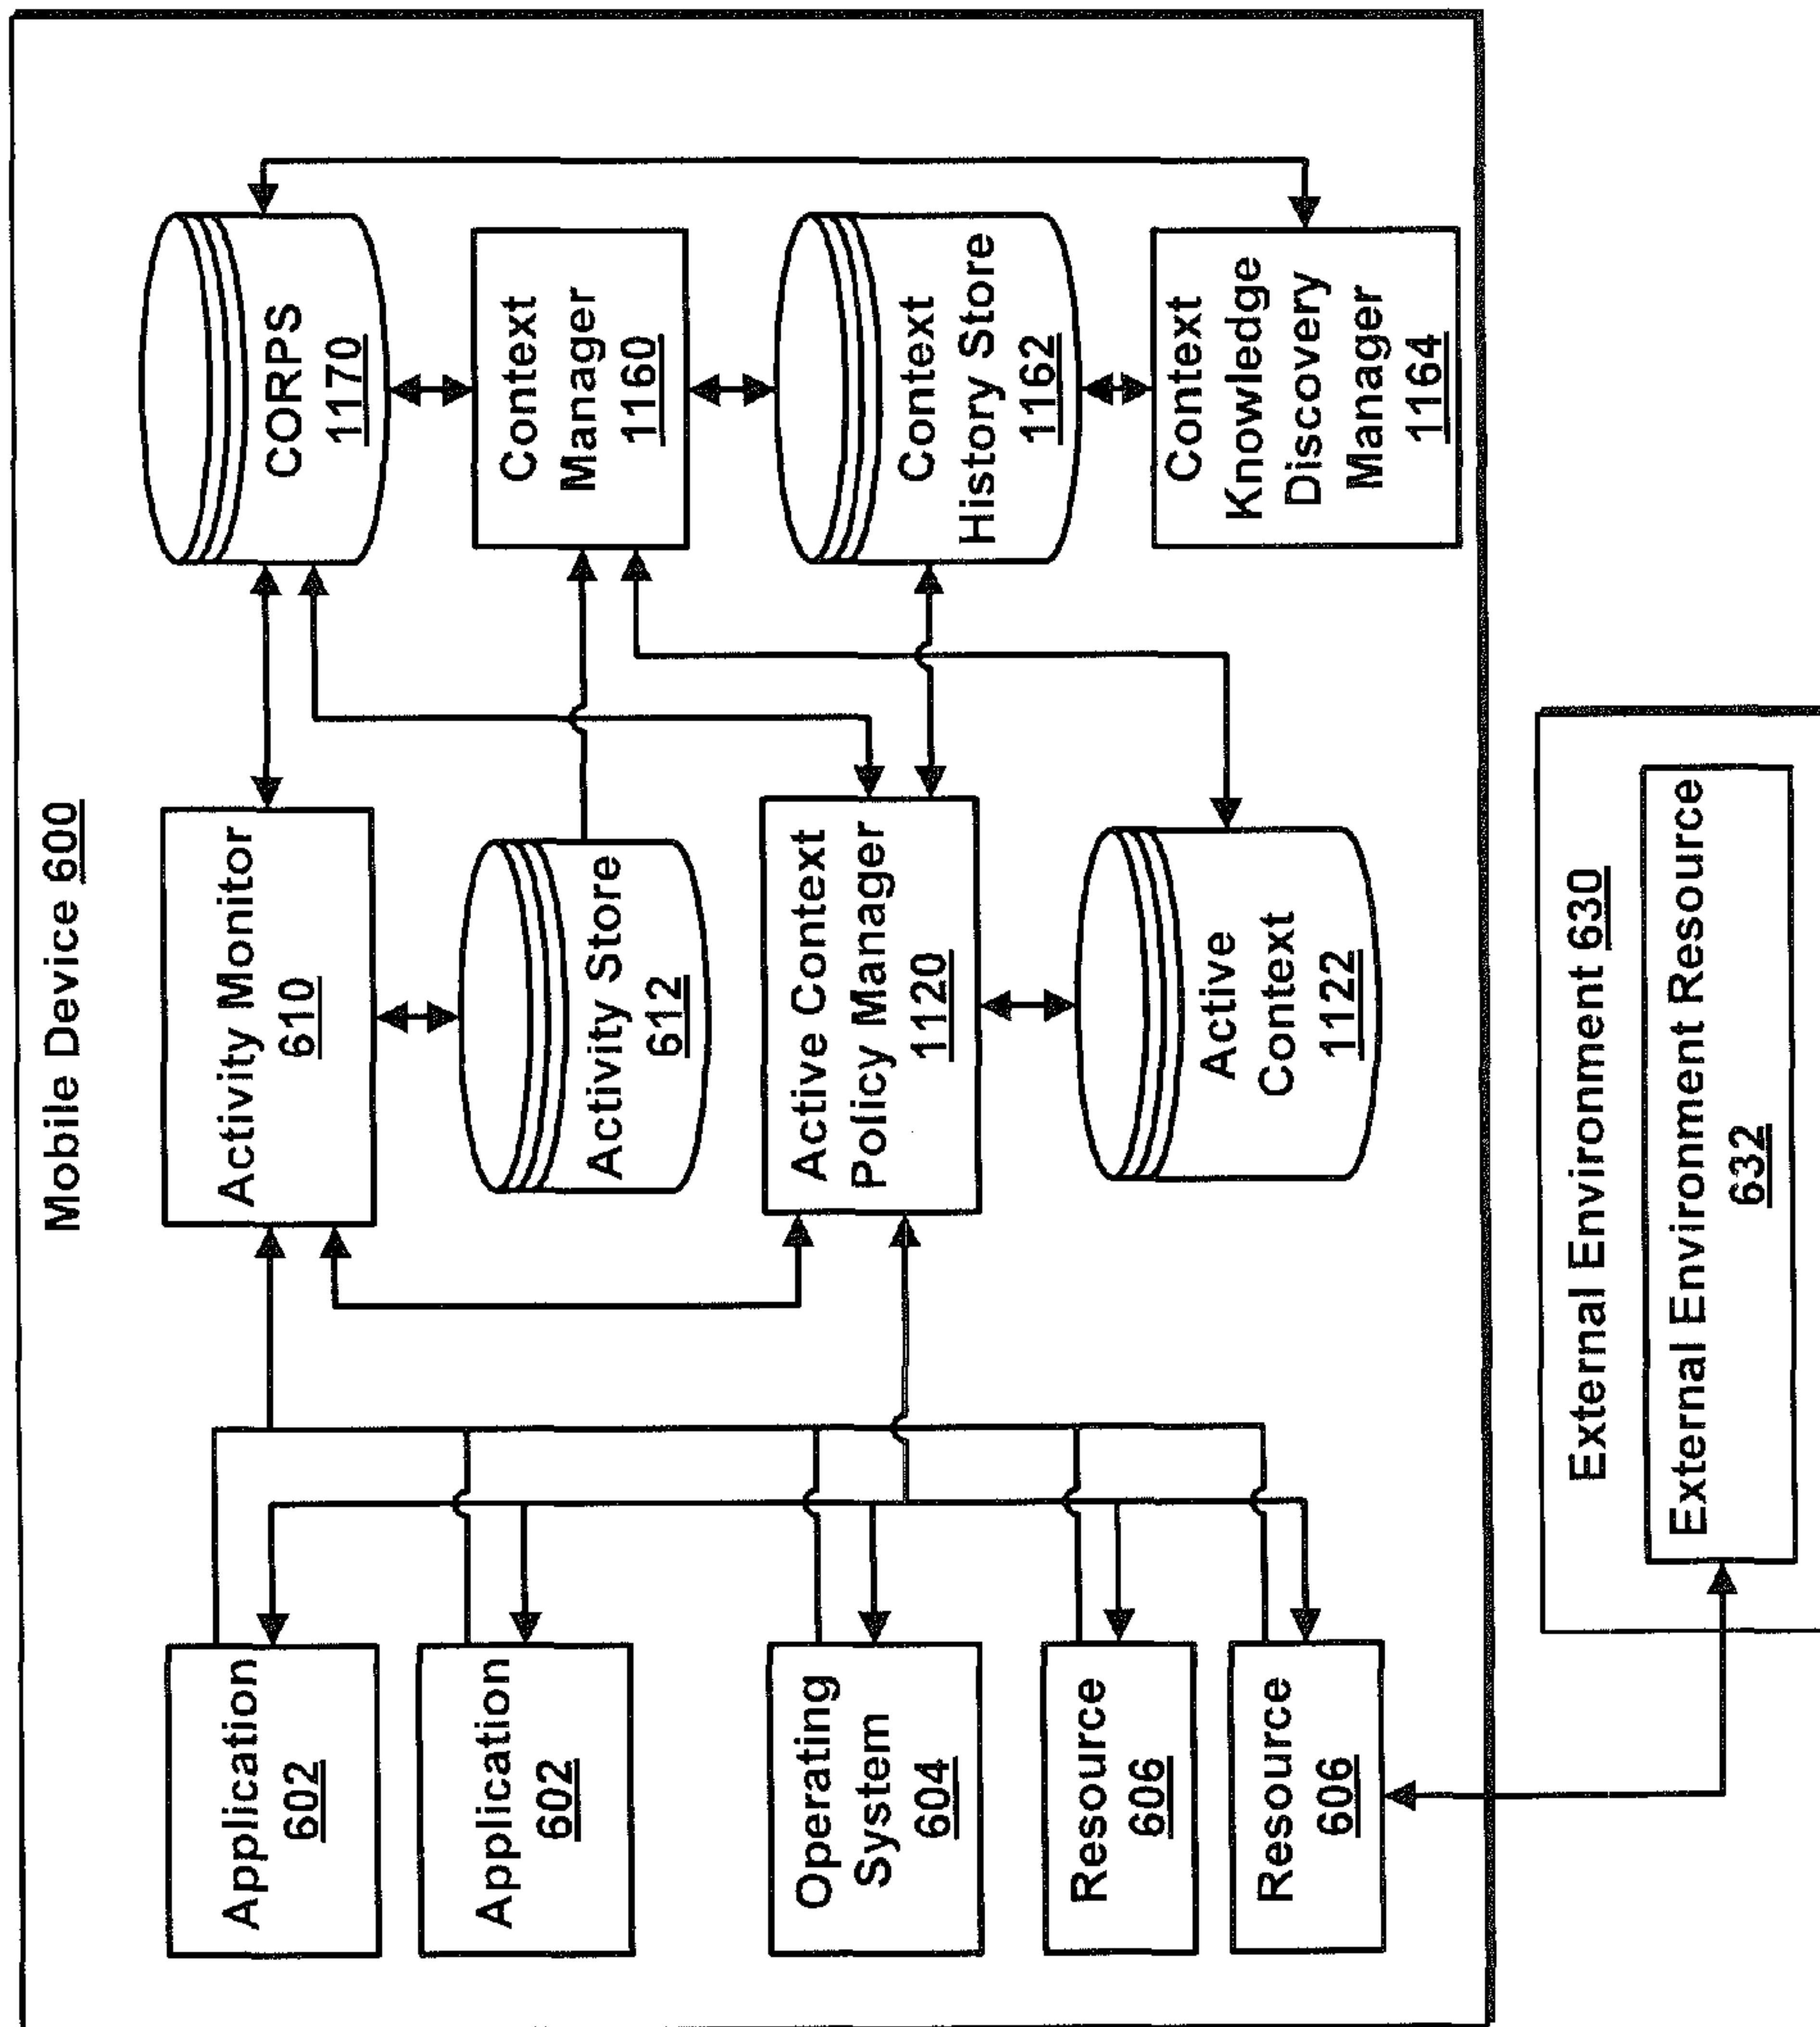 Mobile Device 600
Application
602
Application
602
Operating
System
604
Resource
606
Resource
606
Activity Monitor
610
Activity Store
612
Active Context
Policy Manager
1120
Active
Context
1122
CORPS
1170
Context
Manager
1160
Context
History Store
1162
Context
Knowledge
Discovery
Manager
1164
External Environment 630
External Environment Resource
632